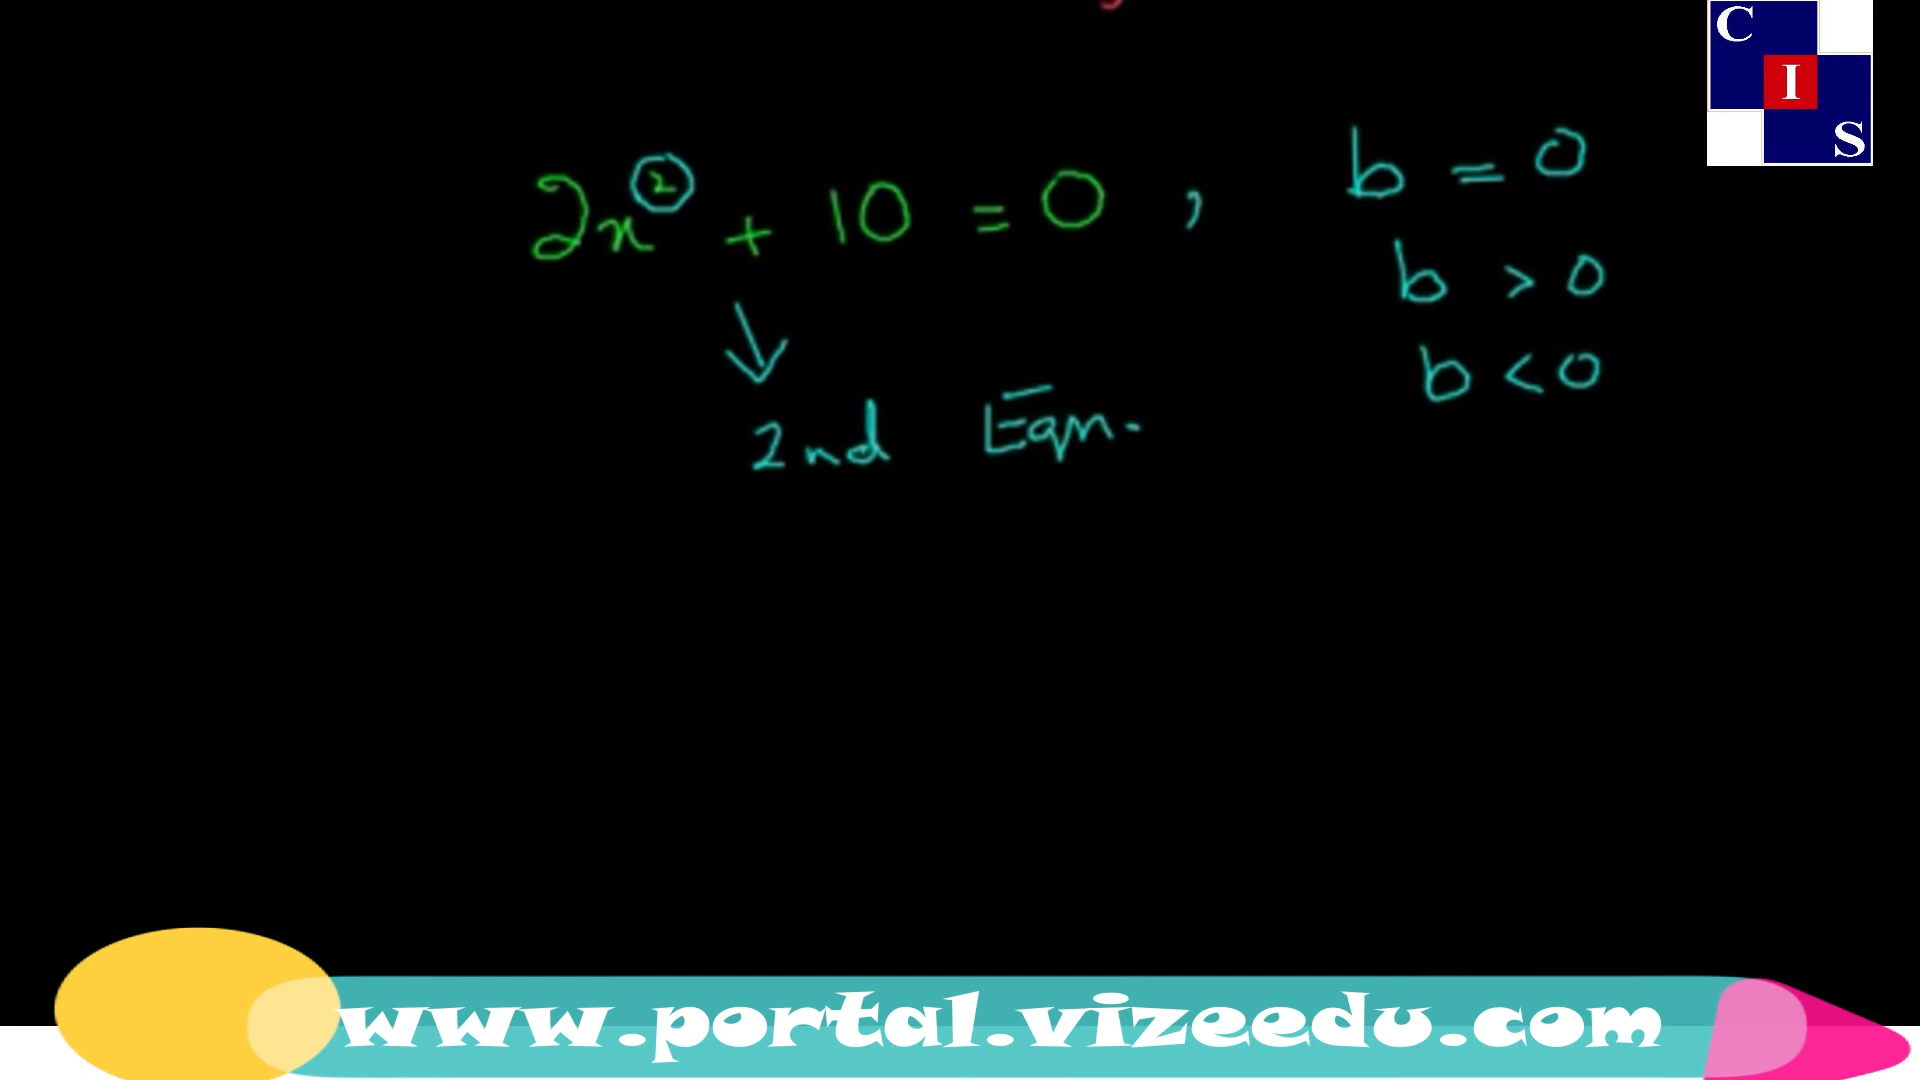 C
I
S
2x² + 10 = 0 , b = 0
b > 0
b < 0
2nd Eqn.
www.portal.vizeedu.com